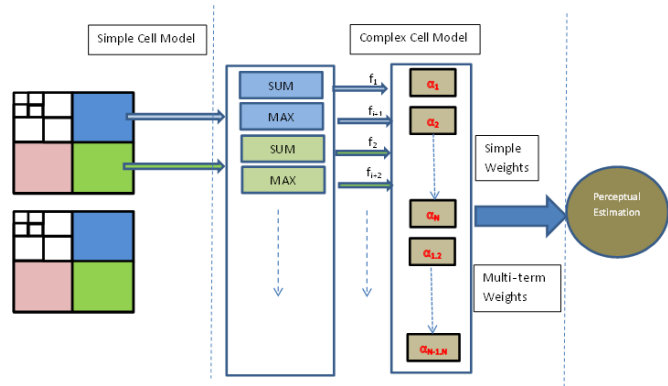 Simple Cell Model
Complex Cell Model
SUM
MAX
SUM
MAX
f1
fi+1
f2
fi+2
α1
α2
αN
α1,2
αN-1,N
Simple
Weights
Multi-term
Weights
Perceptual
Estimation